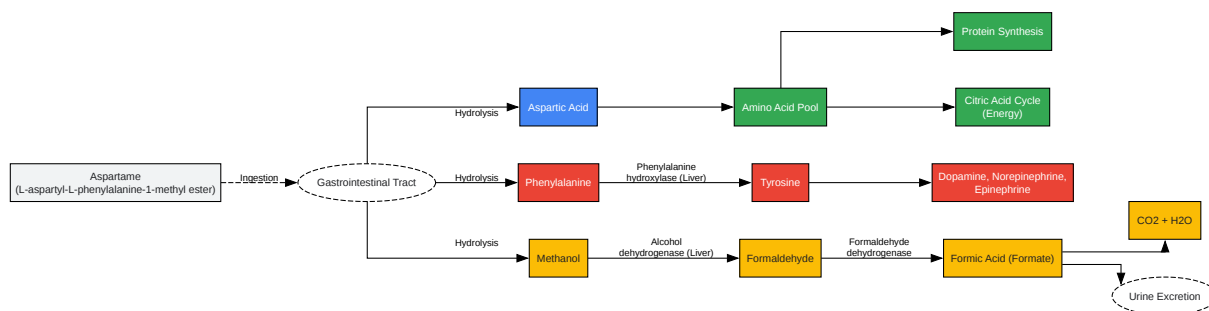 Protein Synthesis
Hydrolysis
Aspartic Acid
Amino Acid Pool
Citric Acid Cycle
(Energy)
Aspartame
(L-aspartyl-L-phenylalanine-1-methyl ester)
Ingestion
Gastrointestinal Tract
Hydrolysis
Phenylalanine
Phenylalanine
hydroxylase (Liver)
Tyrosine
Dopamine, Norepinephrine,
Epinephrine
Hydrolysis
Methanol
Alcohol
dehydrogenase (Liver)
Formaldehyde
Formaldehyde
dehydrogenase
Formic Acid (Formate)
CO2 + H2O
Urine Excretion